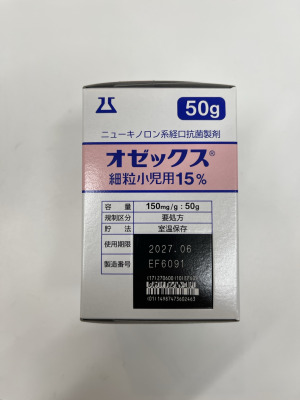 50g
ニューキノロン系経口抗菌製剤
オゼックス®
細粒小児用15%
容 量 150mg/g:50g
規制区分 要処方
貯 法 室温保存
使用期限 2027.06
製造番号 EF6091